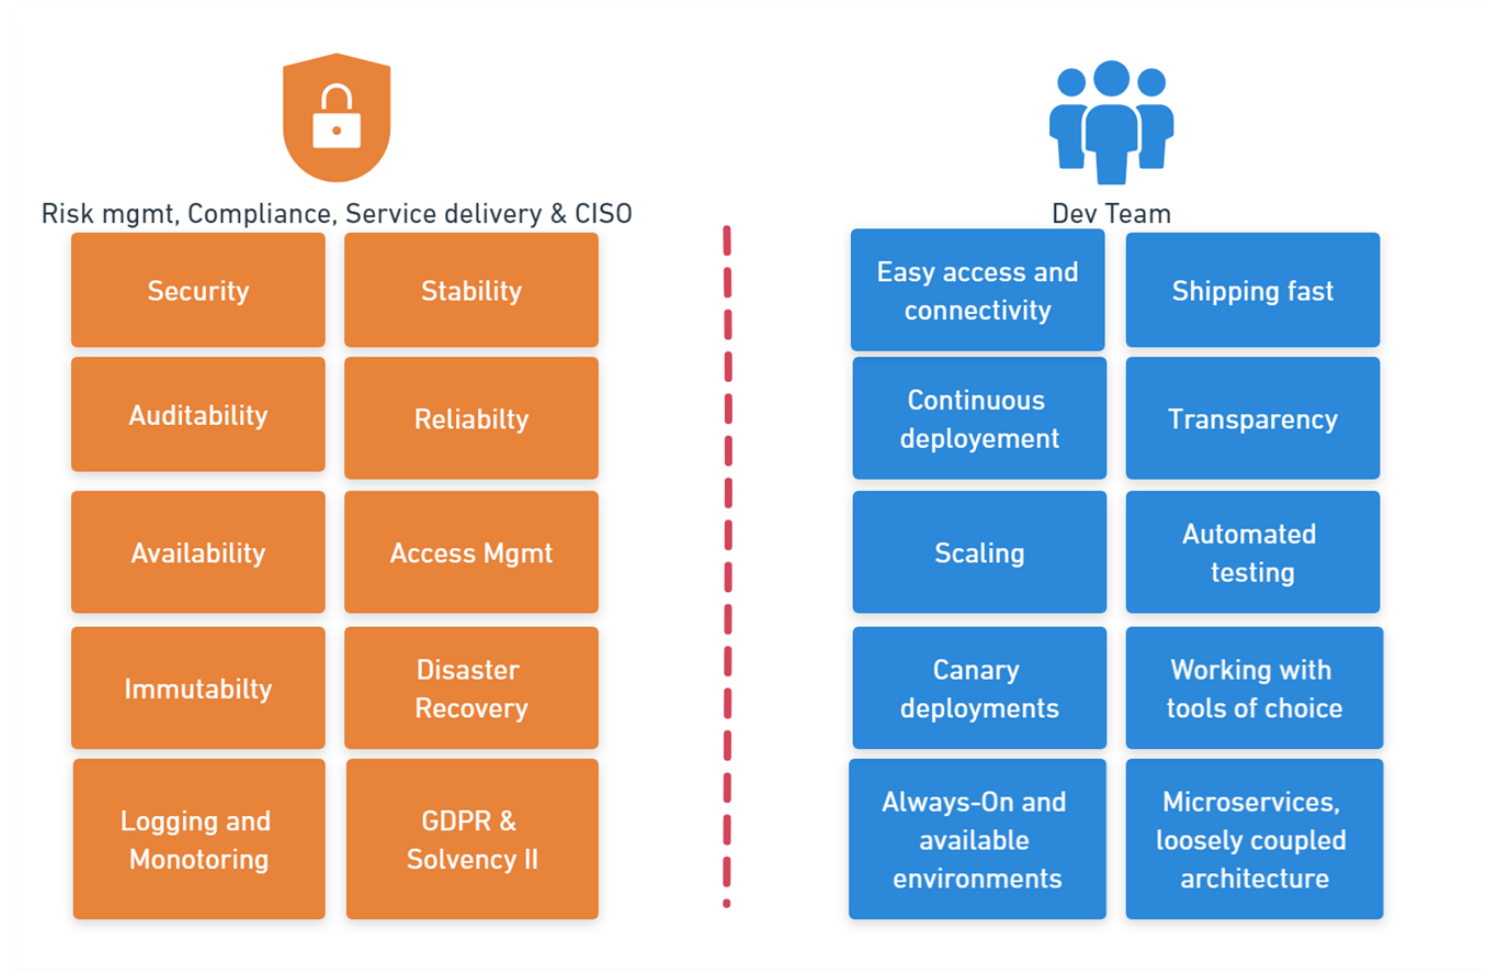 Risk mgmt, Compliance, Service delivery & CISO
Security
Stability
Auditability
Reliabilty
Availability
Access Mgmt
Immutabilty
Disaster
Recovery
Logging and
Monotoring
GDPR &
Solvency II
Dev Team
Easy access and
connectivity
Shipping fast
Continuous
deployement
Transparency
Scaling
Automated
testing
Canary
deployments
Working with
tools of choice
Always-On and
available
environments
Microservices,
loosely coupled
architecture